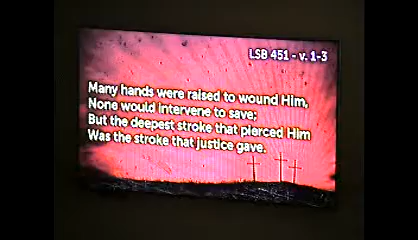 LSB 451 - v. 1-3
Many hands were raised to wound Him,
None would intervene to save;
But the deepest stroke that pierced Him
Was the stroke that justice gave.